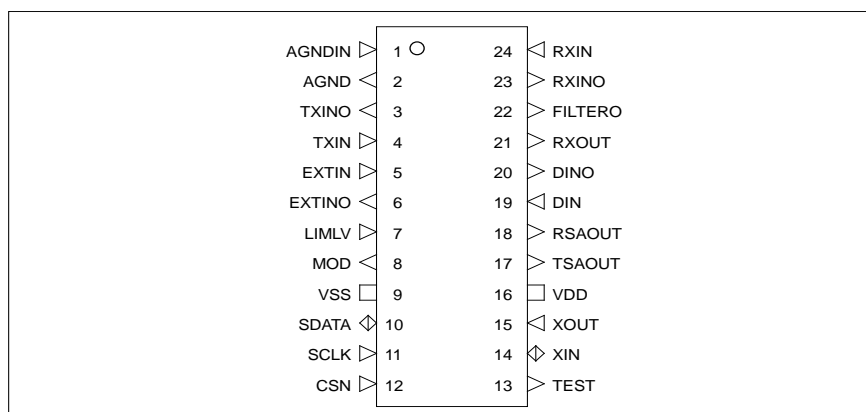 AGNDIN 1 24 RXIN
AGND 2 23 RXINO
TXINO 3 22 FILTERO
TXIN 4 21 RXOUT
EXTIN 5 20 DINO
EXTINO 6 19 DIN
LIMLV 7 18 RSAOUT
MOD 8 17 TSAOUT
VSS 9 16 VDD
SDATA 10 15 XOUT
SCLK 11 14 XIN
CSN 12 13 TEST